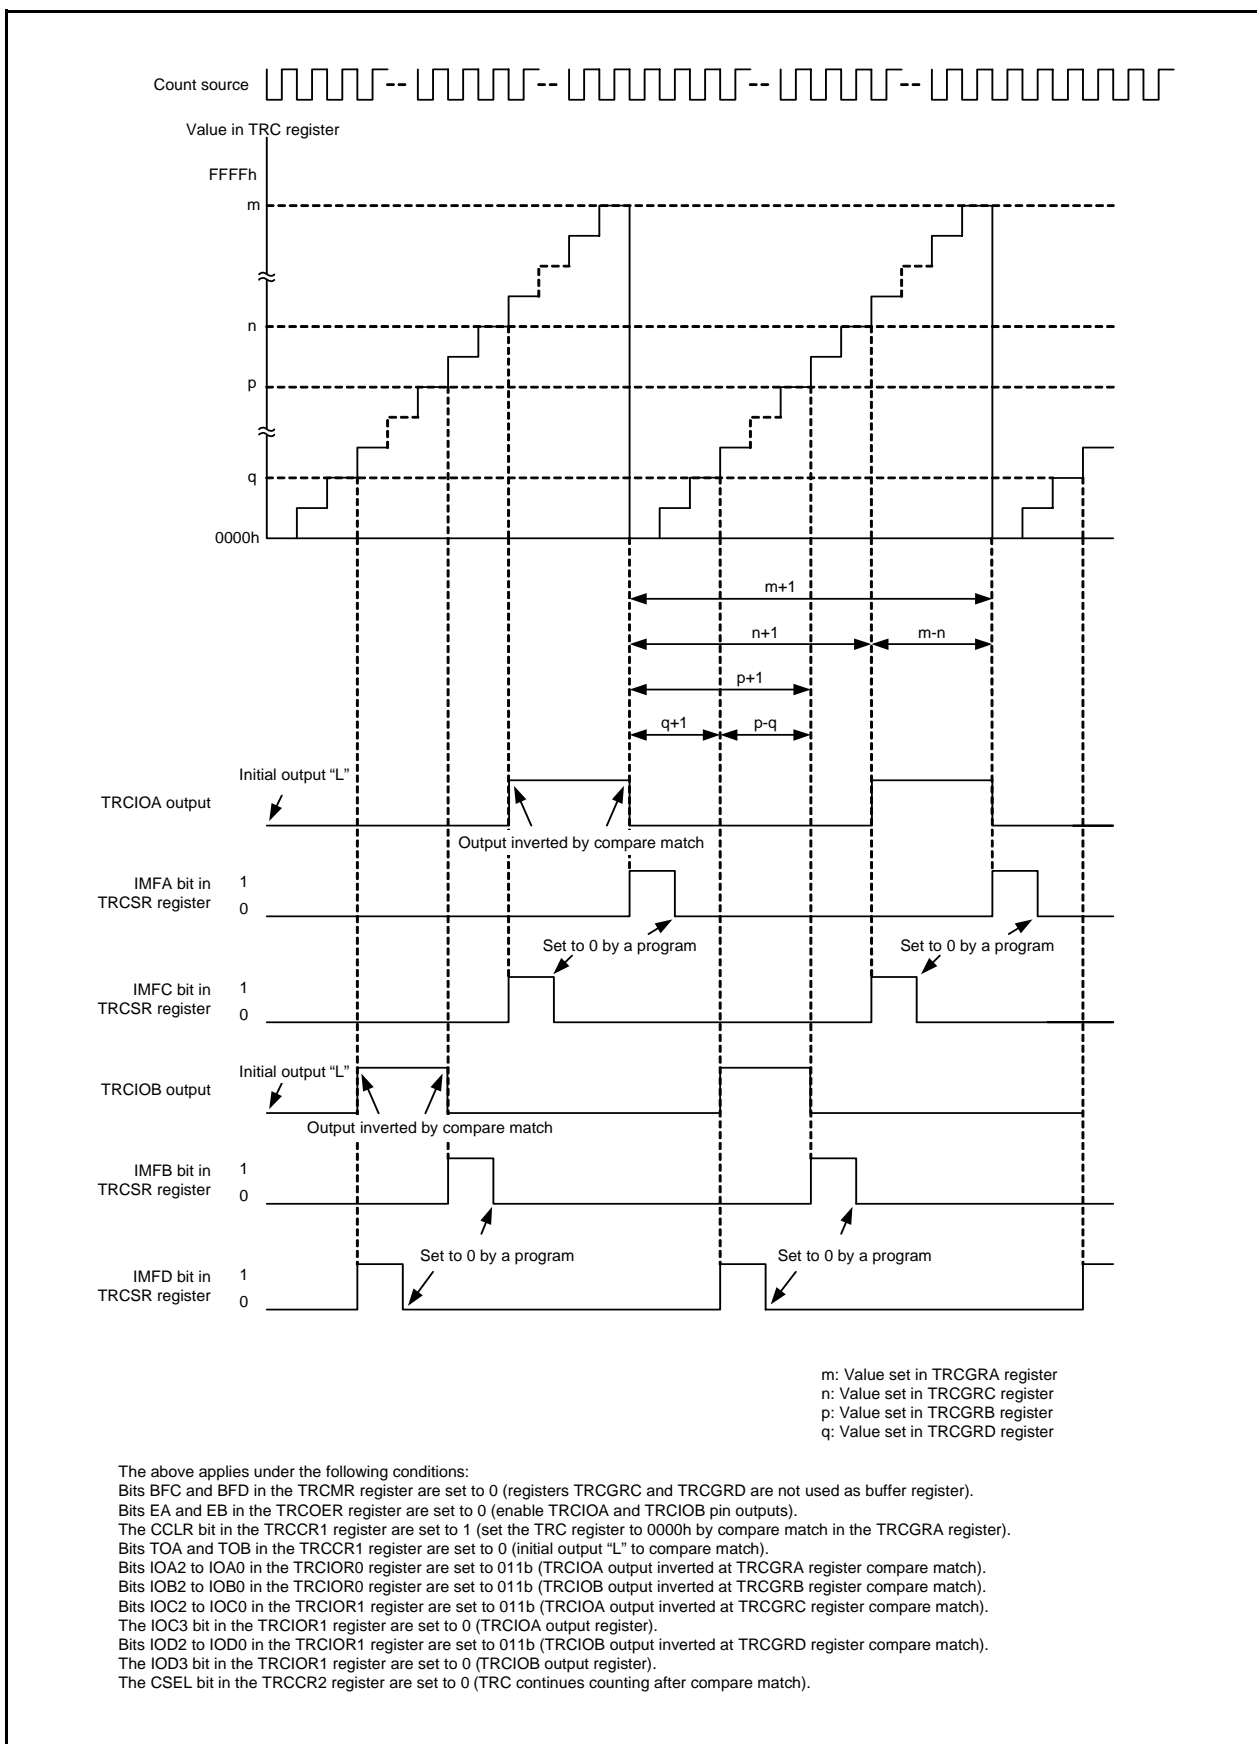 Count source
Value in TRC register
FFFFh
m
n
p
q
0000h
m+1
n+1
m-n
p+1
q+1
p-q
Initial output “L”
TRCIOA output
Output inverted by compare match
IMFA bit in
TRCSR register
1
0
Set to 0 by a program
Set to 0 by a program
IMFC bit in
TRCSR register
1
0
Initial output “L”
TRCIOB output
Output inverted by compare match
IMFB bit in
TRCSR register
1
0
Set to 0 by a program
Set to 0 by a program
IMFD bit in
TRCSR register
1
0
m: Value set in TRCGRA register
n: Value set in TRCGRC register
p: Value set in TRCGRB register
q: Value set in TRCGRD register
The above applies under the following conditions:
Bits BFC and BFD in the TRCMR register are set to 0 (registers TRCGRC and TRCGRD are not used as buffer register).
Bits EA and EB in the TRCOER register are set to 0 (enable TRCIOA and TRCIOB pin outputs).
The CCLR bit in the TRCCR1 register are set to 1 (set the TRC register to 0000h by compare match in the TRCGRA register).
Bits TOA and TOB in the TRCCR1 register are set to 0 (initial output “L” to compare match).
Bits IOA2 to IOA0 in the TRCIOR0 register are set to 011b (TRCIOA output inverted at TRCGRA register compare match).
Bits IOB2 to IOB0 in the TRCIOR0 register are set to 011b (TRCIOB output inverted at TRCGRB register compare match).
Bits IOC2 to IOC0 in the TRCIOR1 register are set to 011b (TRCIOA output inverted at TRCGRC register compare match).
The IOC3 bit in the TRCIOR1 register are set to 0 (TRCIOA output register).
Bits IOD2 to IOD0 in the TRCIOR1 register are set to 011b (TRCIOB output inverted at TRCGRD register compare match).
The IOD3 bit in the TRCIOR1 register are set to 0 (TRCIOB output register).
The CSEL bit in the TRCCR2 register are set to 0 (TRC continues counting after compare match).